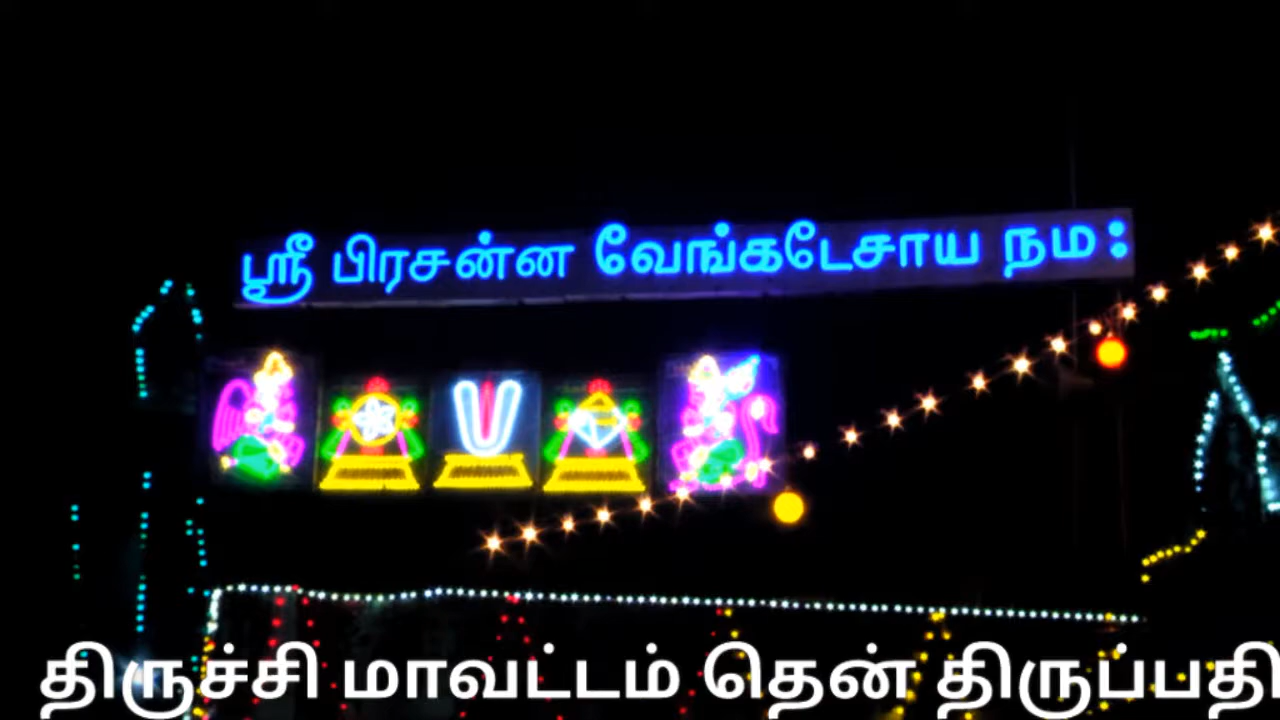 ஸ்ரீ பிரசன்ன வேங்கடேசாய நம:
திருச்சி மாவட்டம் தென் திருப்பதி